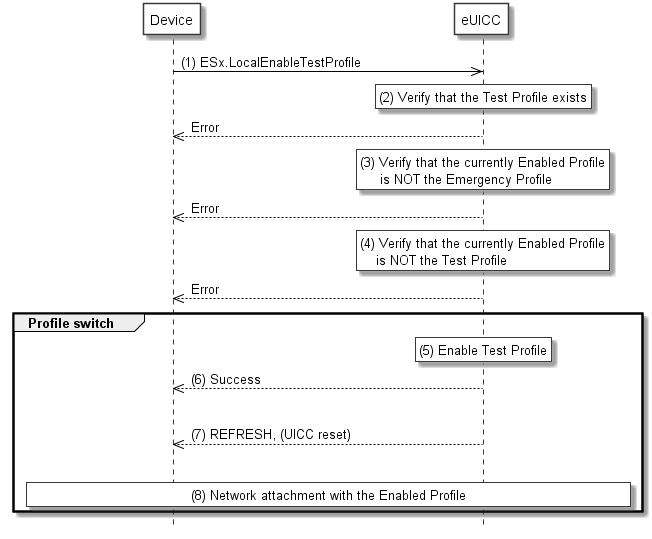 Device
eUICC
(1) ESx.LocalEnableTestProfile
(2) Verify that the Test Profile exists
Error
(3) Verify that the currently Enabled Profile
is NOT the Emergency Profile
Error
(4) Verify that the currently Enabled Profile
is NOT the Test Profile
Error
Profile switch
(5) Enable Test Profile
(6) Success
(7) REFRESH, (UICC reset)
(8) Network attachment with the Enabled Profile